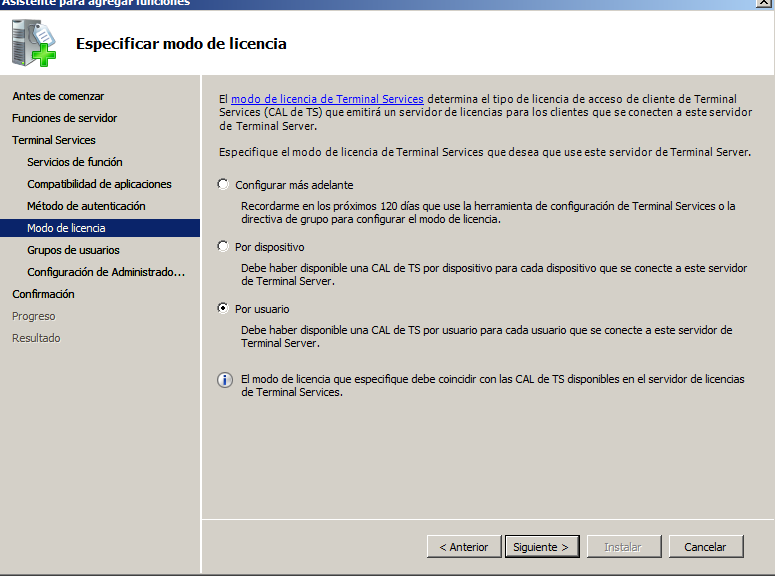 Asistente para agregar funciones
Especificar modo de licencia
Antes de comenzar
Funciones de servidor
Terminal Services
Servicios de función
Compatibilidad de aplicaciones
Método de autenticación
Modo de licencia
Grupos de usuarios
Configuración de Administrado...
Confirmación
Progreso
Resultado
El modo de licencia de Terminal Services determina el tipo de licencia de acceso de cliente de Terminal
Services (CAL de TS) que emitirá un servidor de licencias para los clientes que se conecten a este servidor
de Terminal Server.
Especifique el modo de licencia de Terminal Services que desea que use este servidor de Terminal Server.
Configurar más adelante
Recordarme en los próximos 120 días que use la herramienta de configuración de Terminal Services o la
directiva de grupo para configurar el modo de licencia.
Por dispositivo
Debe haber disponible una CAL de TS por dispositivo para cada dispositivo que se conecte a este servidor
de Terminal Server.
Por usuario
Debe haber disponible una CAL de TS por usuario para cada usuario que se conecte a este servidor de
Terminal Server.
El modo de licencia que especifique debe coincidir con las CAL de TS disponibles en el servidor de licencias
de Terminal Services.
< Anterior
Siguiente >
Instalar
Cancelar